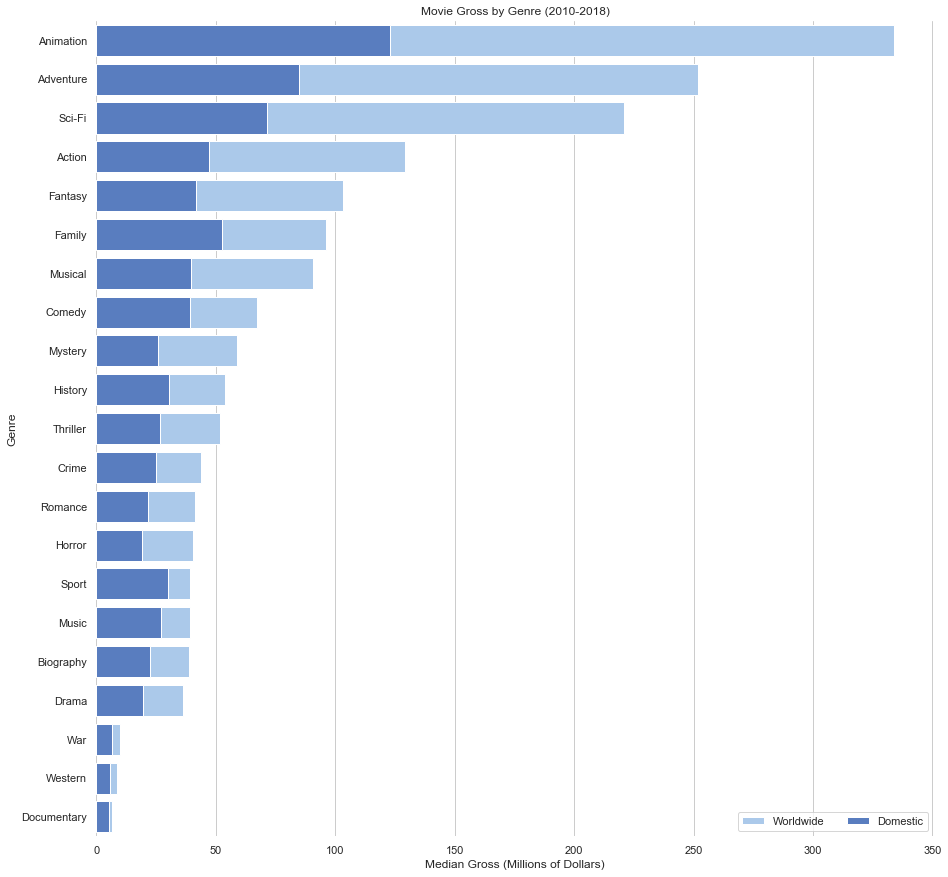 Movie Gross by Genre (2010-2018)
Animation
Adventure
Sci-Fi
Action
Fantasy
Family
Musical
Comedy
Mystery
History
Thriller
Crime
Romance
Horror
Sport
Music
Biography
Drama
War
Western
Documentary
Genre
Worldwide Domestic
0 50 100 150 200 250 300 350
Median Gross (Millions of Dollars)